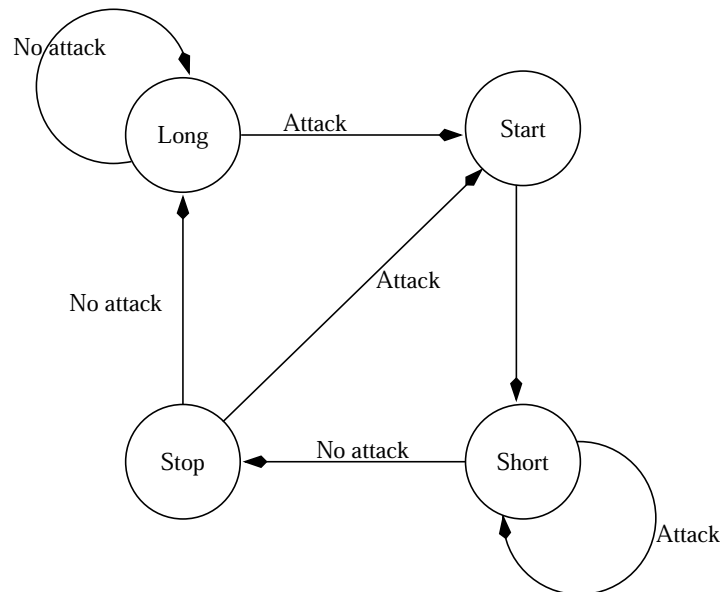 No attack
Long
Attack
Start
Attack
No attack
Stop
No attack
Short
Attack